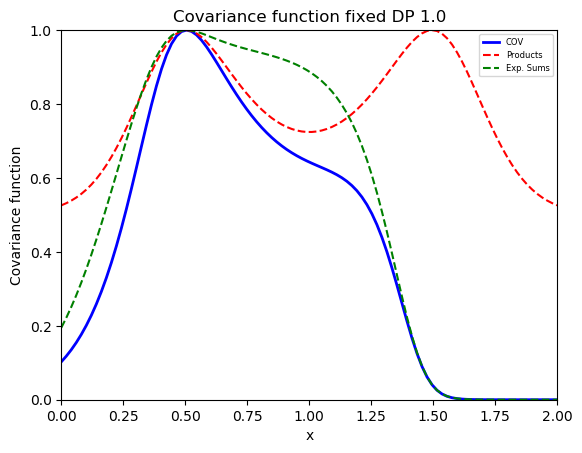 Covariance function fixed DP 1.0
COV
Products
Exp. Sums
Covariance function
1.0
0.8
0.6
0.4
0.2
0.0
0.00 0.25 0.50 0.75 1.00 1.25 1.50 1.75 2.00
x